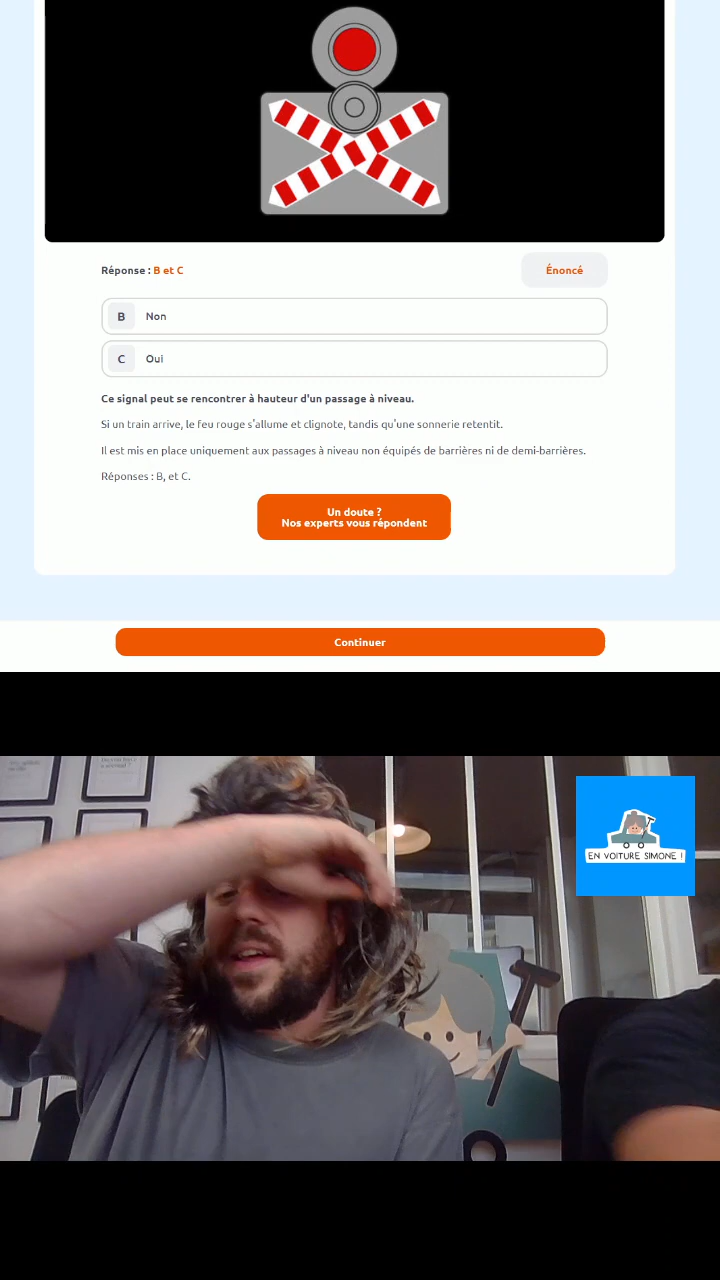 Réponse : B et C
Énoncé
B Non
C Oui
Ce signal peut se rencontrer à hauteur d'un passage à niveau.
Si un train arrive, le feu rouge s'allume et clignote, tandis qu'une sonnerie retentit.
Il est mis en place uniquement aux passages à niveau non équipés de barrières ni de demi-barrières.
Réponses : B, et C.
Un doute ?
Nos experts vous répondent
Continuer
EN VOITURE SIMONE !